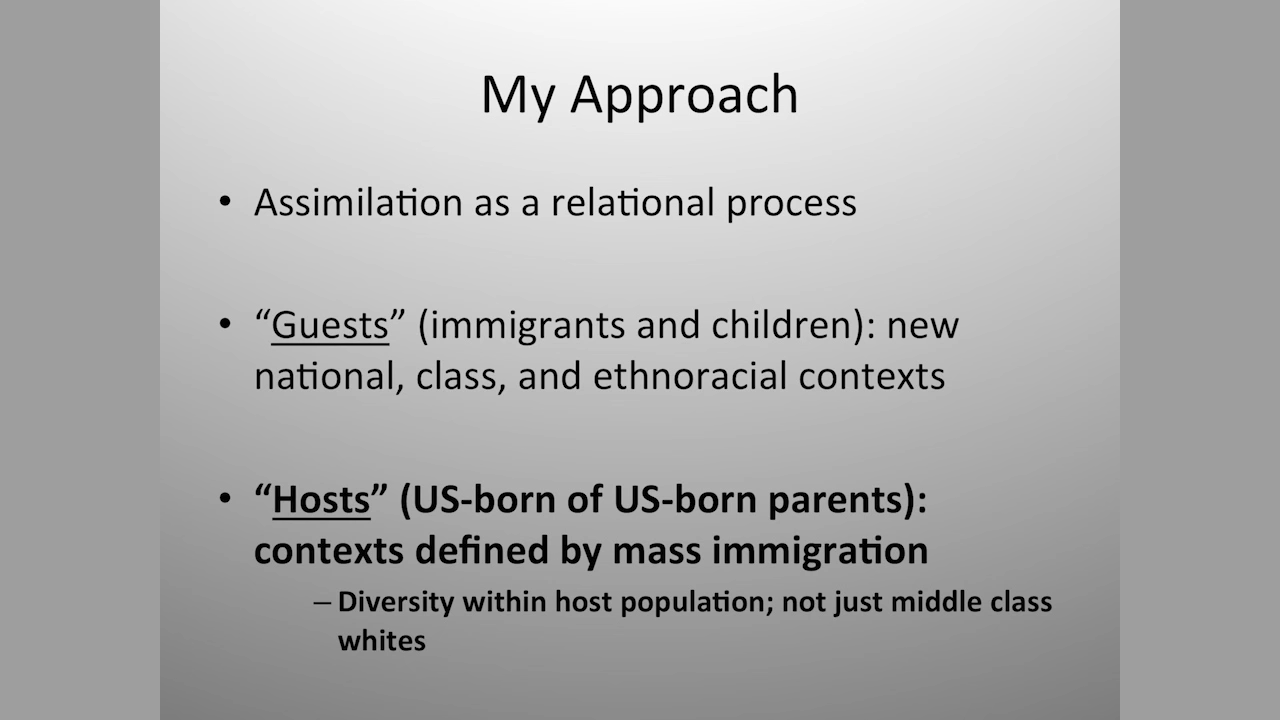 My Approach
• Assimilation as a relational process
• “Guests” (immigrants and children): new
national, class, and ethnoracial contexts
• “Hosts” (US-born of US-born parents):
contexts defined by mass immigration
– Diversity within host population; not just middle class
whites